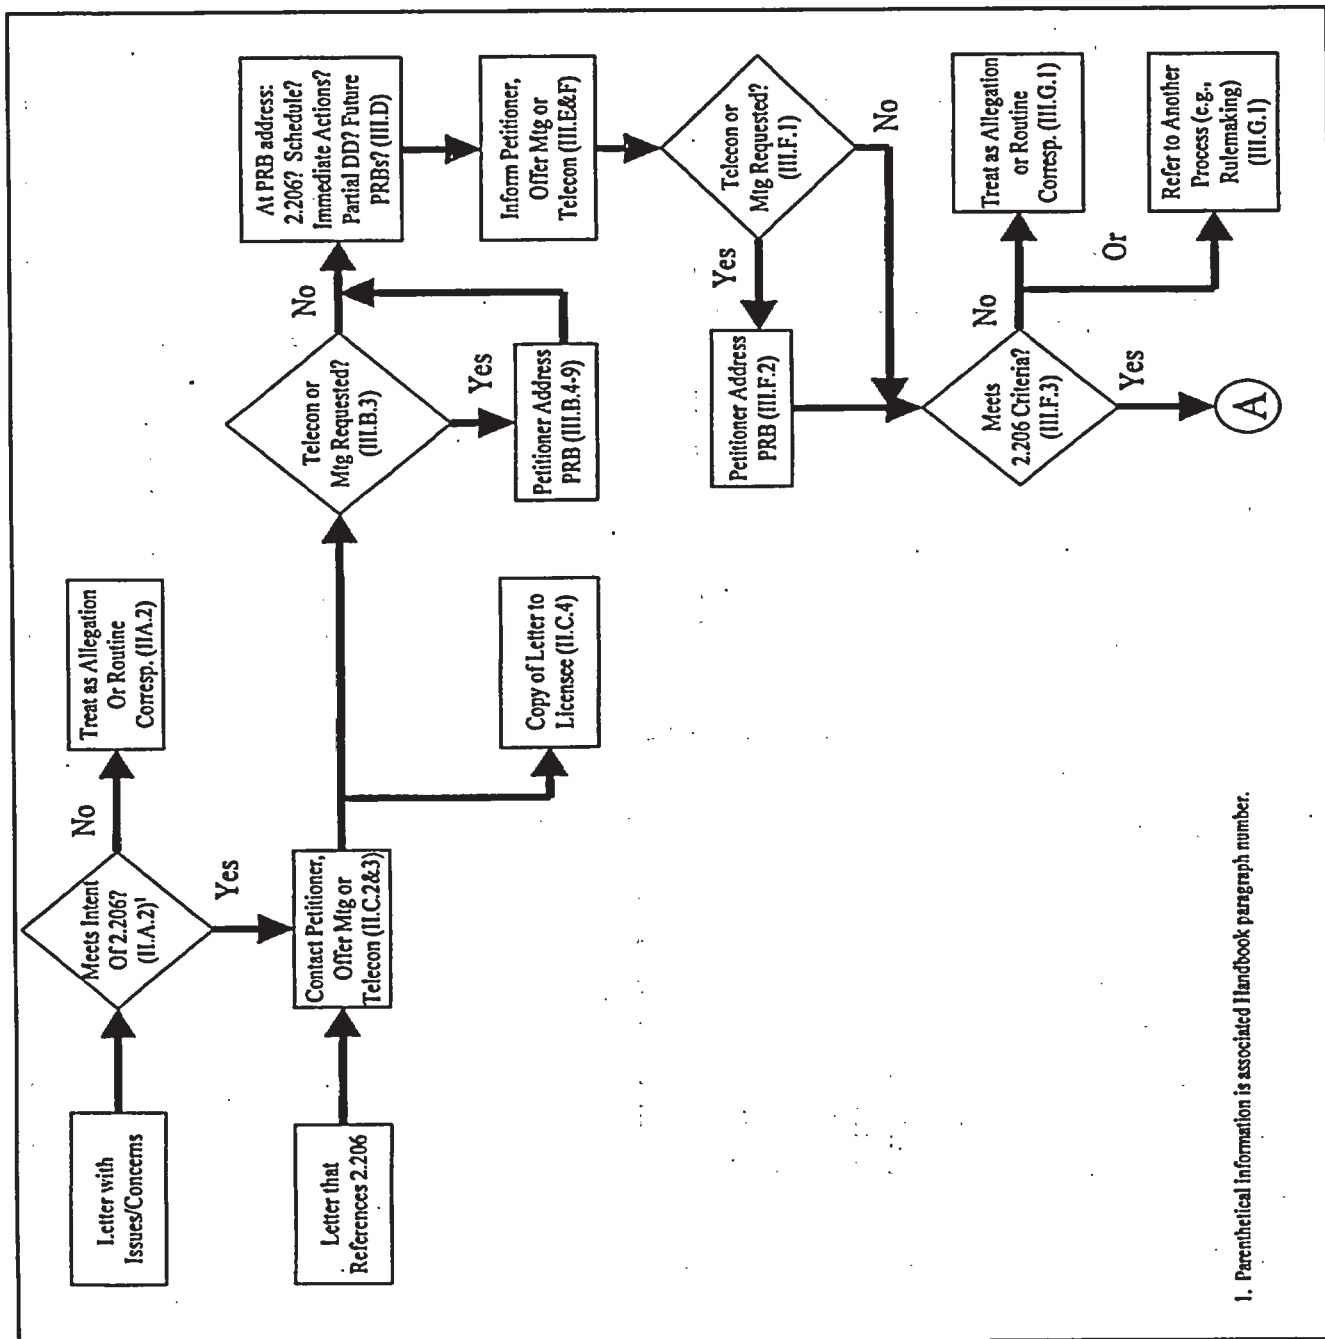 Letter with
Issues/Concerns
Meets Intent
Of 2.206?
(II.A.2)¹
No
Treat as Allegation
Or Routine
Corresp. (IIA.2)
Yes
Letter that
References 2.206
Contact Petitioner,
Offer Mtg or
Telecon (II.C.2&3)
Copy of Letter to
Licensee (II.C.4)
Telecon or
Mtg Requested?
(III.B.3)
No
Yes
Petitioner Address
PRB (III.B.4-9)
At PRB address:
2.206? Schedule?
Immediate Actions?
Partial DD? Future
PRBs? (III.D)
Inform Petitioner,
Offer Mtg or
Telecon (III.E&F)
Telecon or
Mtg Requested?
(III.F.1)
Yes
No
Petitioner Address
PRB (III.F.2)
Meets
2.206 Criteria?
(III.F.3)
No
Treat as Allegation
or Routine
Corresp. (III.G.1)
Or
Refer to Another
Process (e.g.,
Rulemaking)
(III.G.1)
Yes
A
1. Parenthetical information is associated Handbook paragraph number.